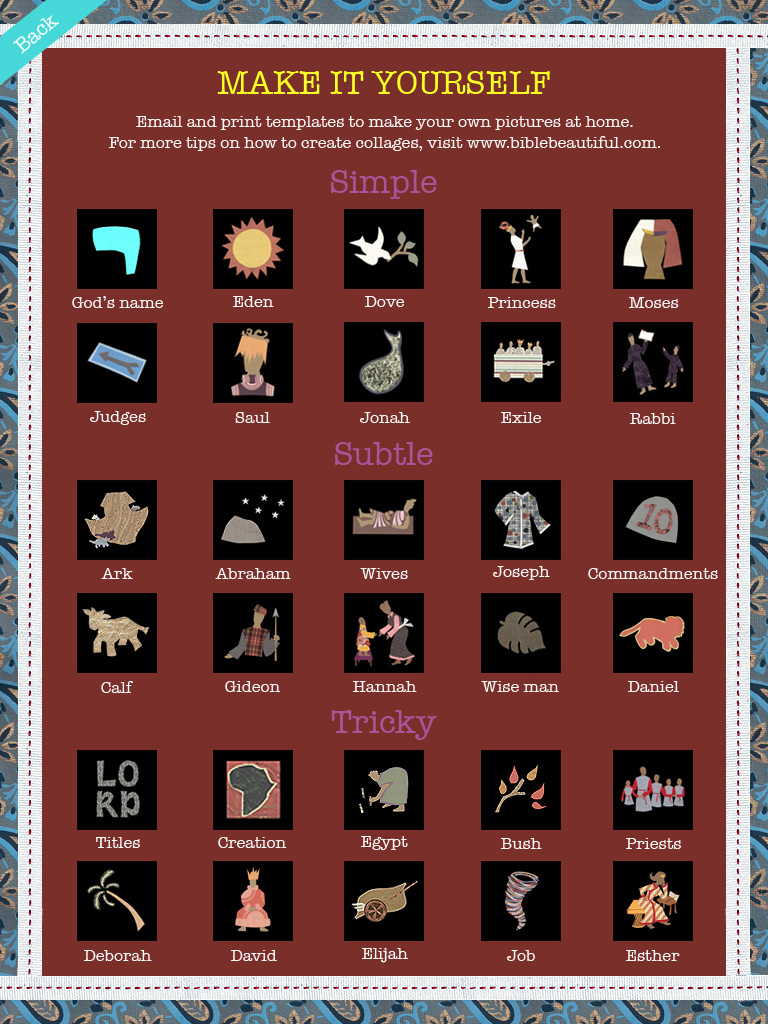 Back
MAKE IT YOURSELF
Email and print templates to make your own pictures at home.
For more tips on how to create collages, visit www.biblebeautiful.com.
Simple
God's name
Eden
Dove
Princess
Moses
Judges
Saul
Jonah
Exile
Rabbi
Subtle
Ark
Abraham
Wives
Joseph
10
Commandments
Calf
Gideon
Hannah
Wise man
Daniel
Tricky
LO
RD
Titles
Creation
Egypt
Bush
Priests
Deborah
David
Elijah
Job
Esther